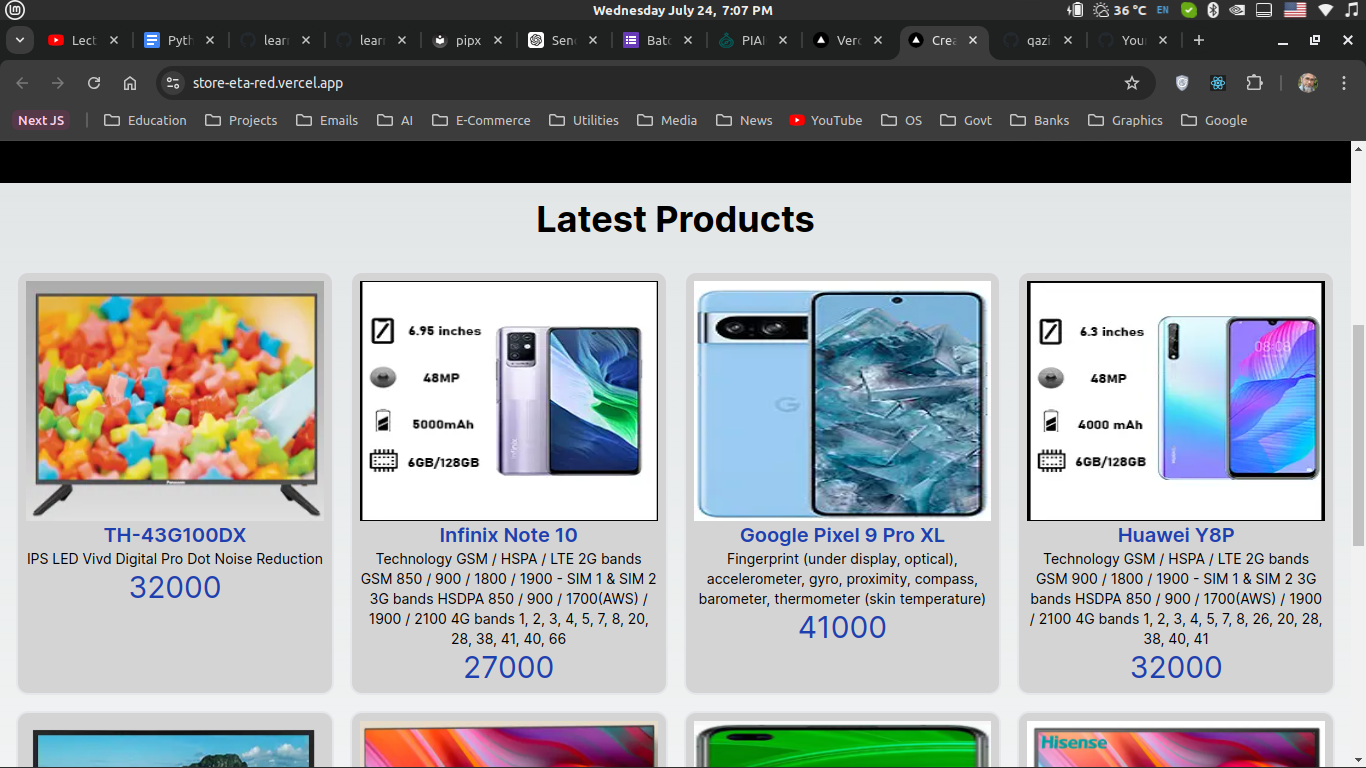 Wednesday July 24, 7:07 PM
36 °C
EN
Lect
Pyth
lear
lear
pipx
Send
Batc
PIAI
Verc
Crea
qazi
Your
store-eta-red.vercel.app
Next JS
Education
Projects
Emails
AI
E-Commerce
Utilities
Media
News
YouTube
OS
Govt
Banks
Graphics
Google
Latest Products
TH-43G100DX
IPS LED Vivd Digital Pro Dot Noise Reduction
32000
6.95 inches
48MP
5000mAh
6GB/128GB
Infinix
Infinix Note 10
Technology GSM / HSPA / LTE 2G bands
GSM 850 / 900 / 1800 / 1900 - SIM 1 & SIM 2
3G bands HSDPA 850 / 900 / 1700(AWS) /
1900 / 2100 4G bands 1, 2, 3, 4, 5, 7, 8, 20,
28, 38, 41, 40, 66
27000
G
Google Pixel 9 Pro XL
Fingerprint (under display, optical),
accelerometer, gyro, proximity, compass,
barometer, thermometer (skin temperature)
41000
6.3 inches
48MP
4000 mAh
6GB/128GB
08:08
Huawei Y8P
Technology GSM / HSPA / LTE 2G bands
GSM 900 / 1800 / 1900 - SIM 1 & SIM 2 3G
bands HSDPA 850 / 900 / 1700(AWS) / 1900
/ 2100 4G bands 1, 2, 3, 4, 5, 7, 8, 26, 20, 28,
38, 40, 41
32000
Hisense